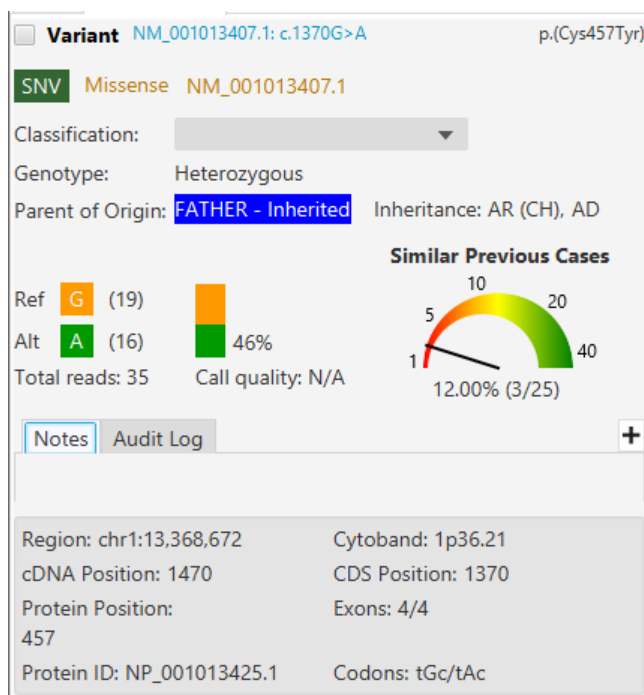 Variant NM_001013407.1: c.1370G>A p.(Cys457Tyr)
SNV Missense NM_001013407.1
Classification:
Genotype: Heterozygous
Parent of Origin: FATHER - Inherited Inheritance: AR (CH), AD
Similar Previous Cases
Ref G (19)
Alt A (16) 46%
Total reads: 35 Call quality: N/A
1 5 10 20 40
12.00% (3/25)
Notes Audit Log +
Region: chr1:13,368,672 Cytoband: 1p36.21
cDNA Position: 1470 CDS Position: 1370
Protein Position: Exons: 4/4
457
Protein ID: NP_001013425.1 Codons: tGc/tAc